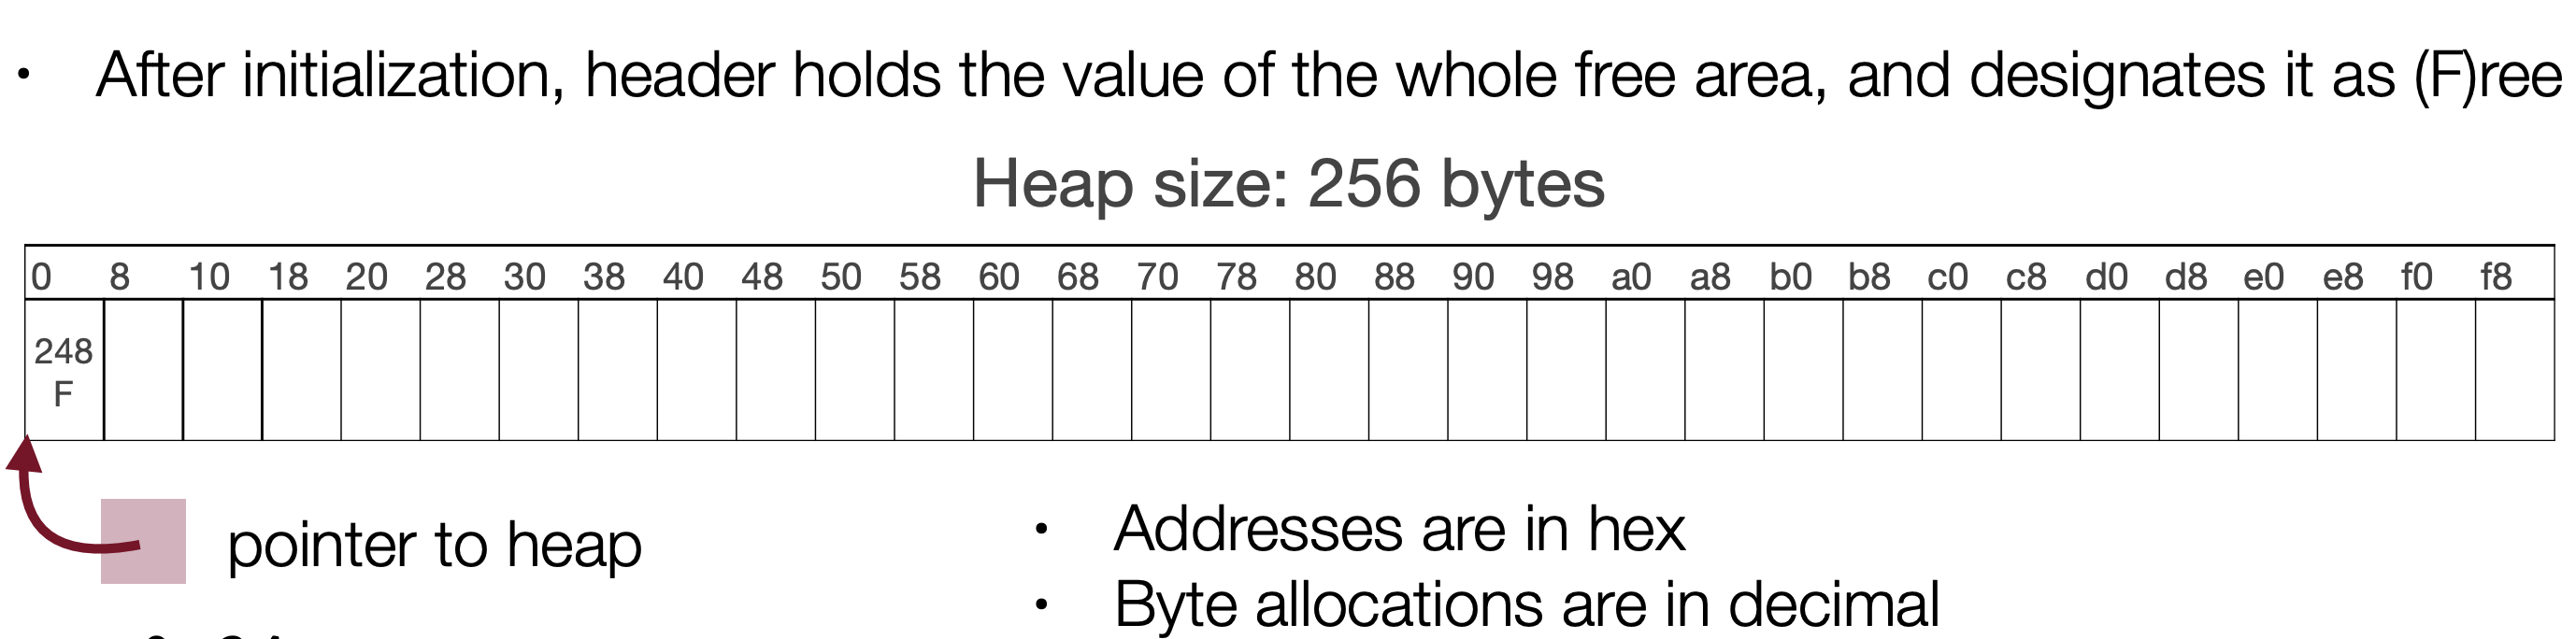 • After initialization, header holds the value of the whole free area, and designates it as (F)ree
Heap size: 256 bytes
0 8 10 18 20 28 30 38 40 48 50 58 60 68 70 78 80 88 90 98 a0 a8 b0 b8 c0 c8 d0 d8 e0 e8 f0 f8
248
F
pointer to heap
• Addresses are in hex
• Byte allocations are in decimal